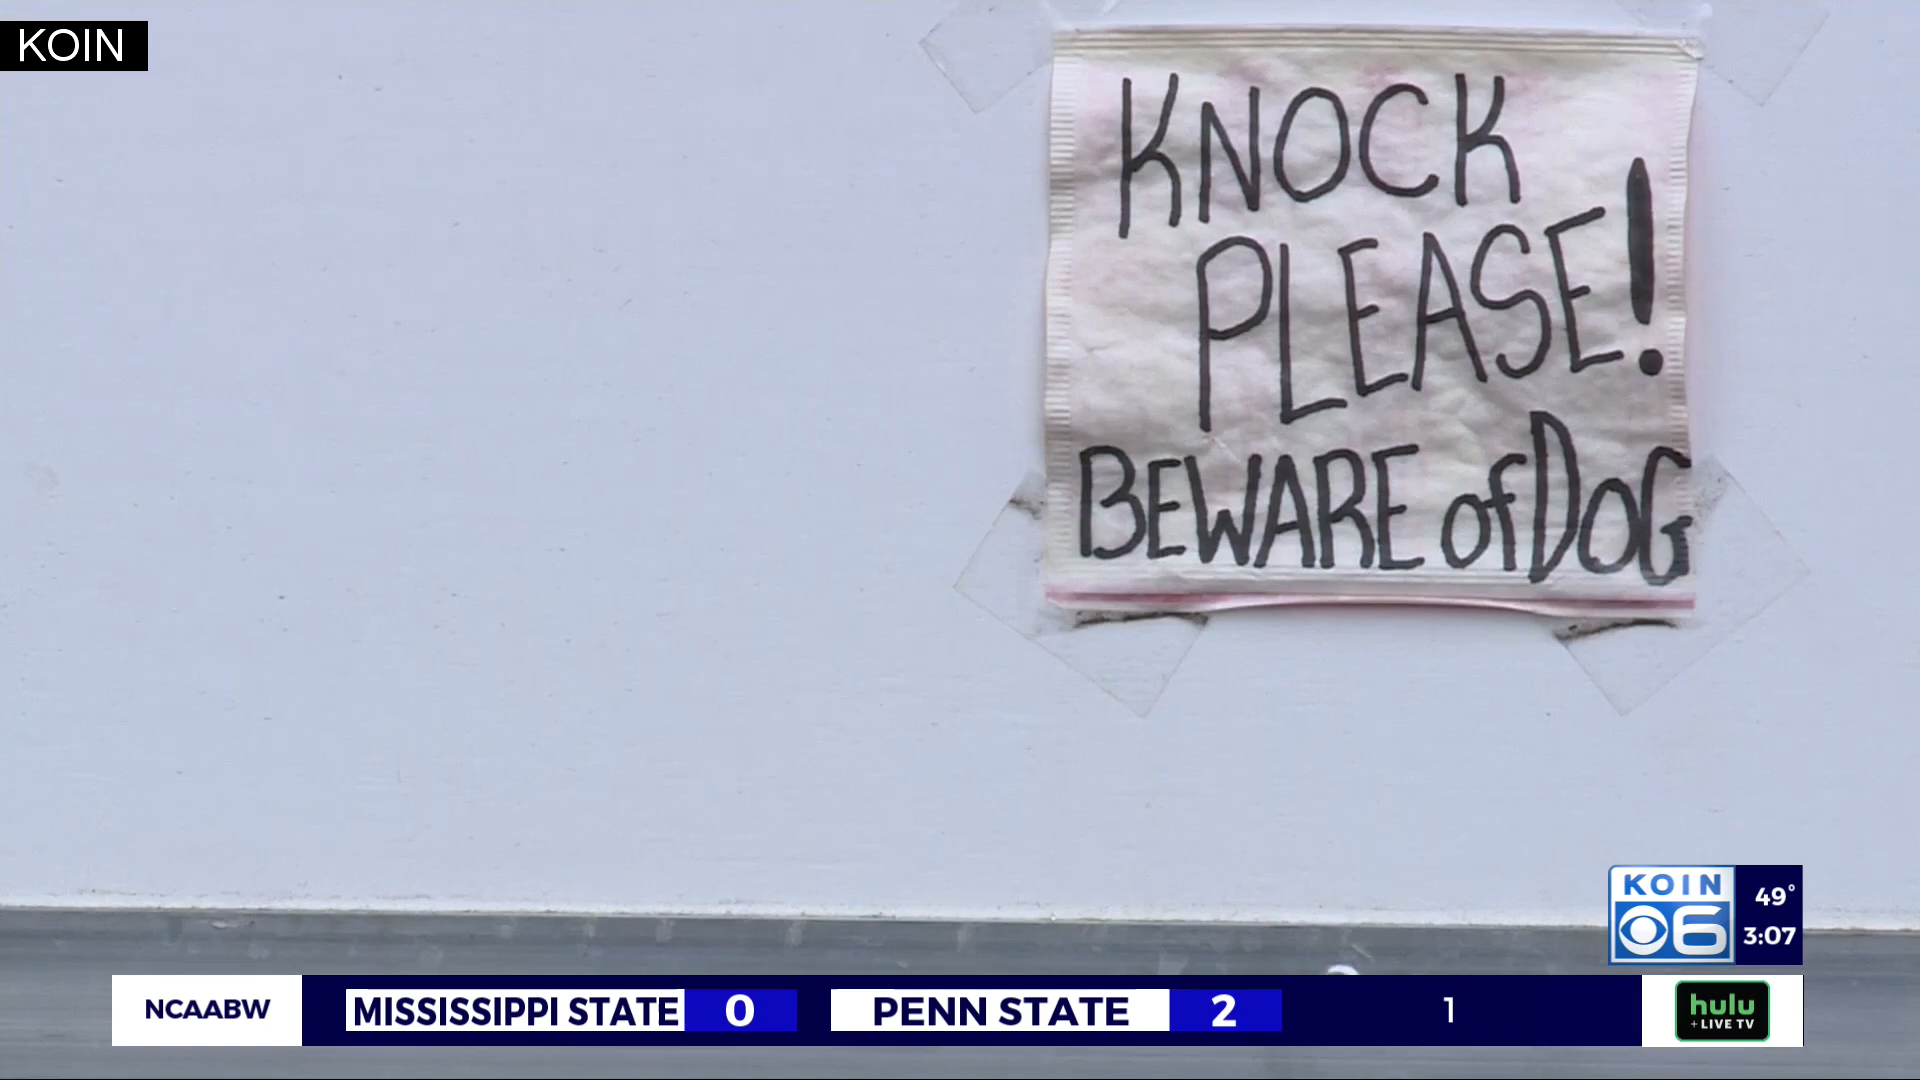 KOIN
KNOCK
PLEASE!
BEWARE of DOG
KOIN
6
49°
3:07
NCAABW MISSISSIPPI STATE 0 PENN STATE 2 1
hulu
+ LIVE TV